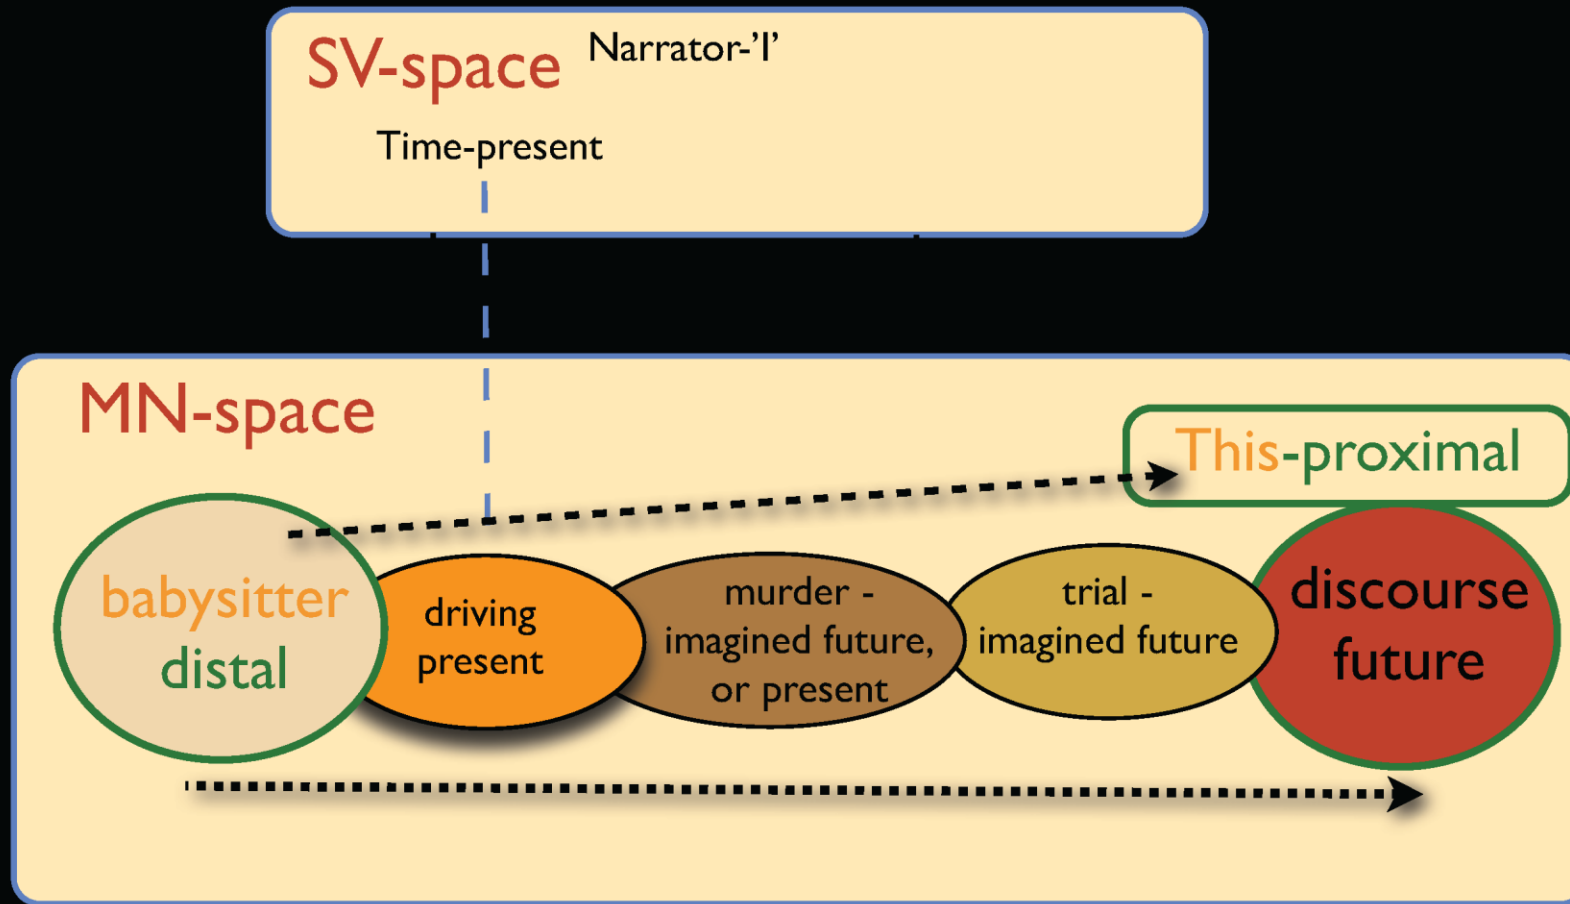 SV-space
Narrator-'I'
Time-present
MN-space
This-proximal
babysitter
distal
driving
present
murder -
imagined future,
or present
trial -
imagined future
discourse
future